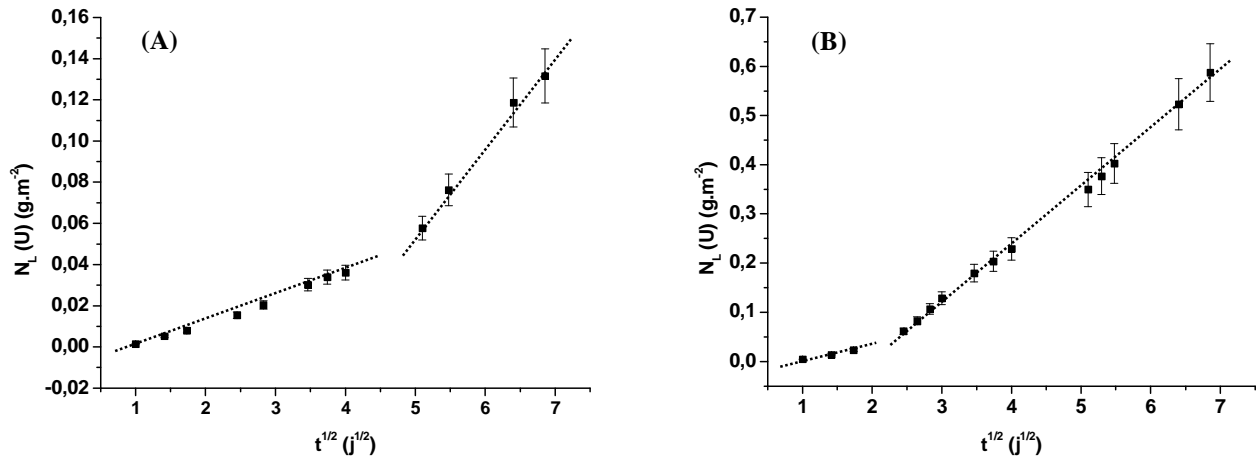 (A)
0,16
0,14
0,12
0,10
0,08
0,06
0,04
0,02
0,00
-0,02
N_L (U) (g.m⁻²)
1 2 3 4 5 6 7
t^1/2 (j^1/2)
(B)
0,7
0,6
0,5
0,4
0,3
0,2
0,1
0,0
N_L (U) (g.m⁻²)
1 2 3 4 5 6 7
t^1/2 (j^1/2)